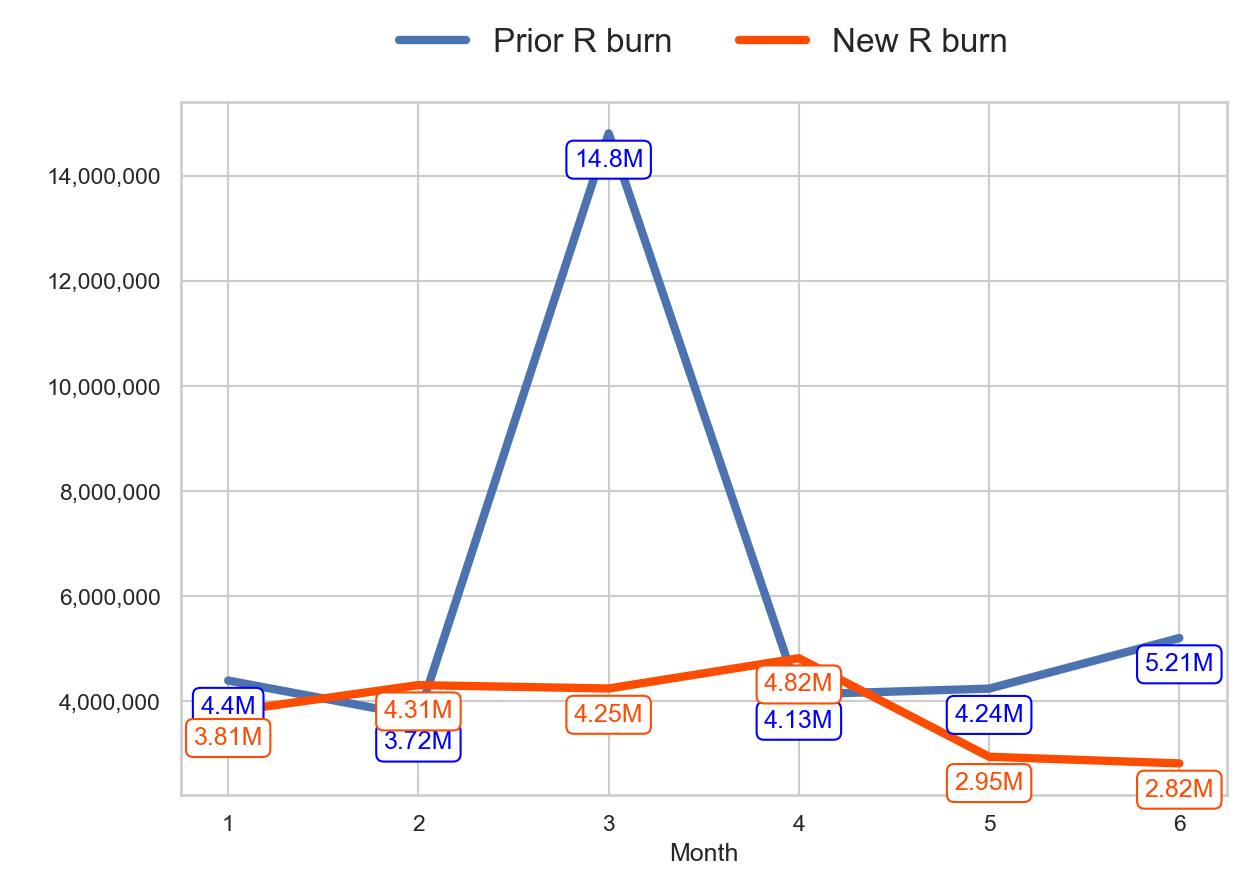 Prior R burn New R burn
14.8M
14,000,000
12,000,000
10,000,000
8,000,000
6,000,000
5.21M
4.82M
4,000,000
4.4M
4.31M
4.25M
4.13M
4.24M
3.81M
3.72M
2.95M
2.82M
1 2 3 4 5 6
Month